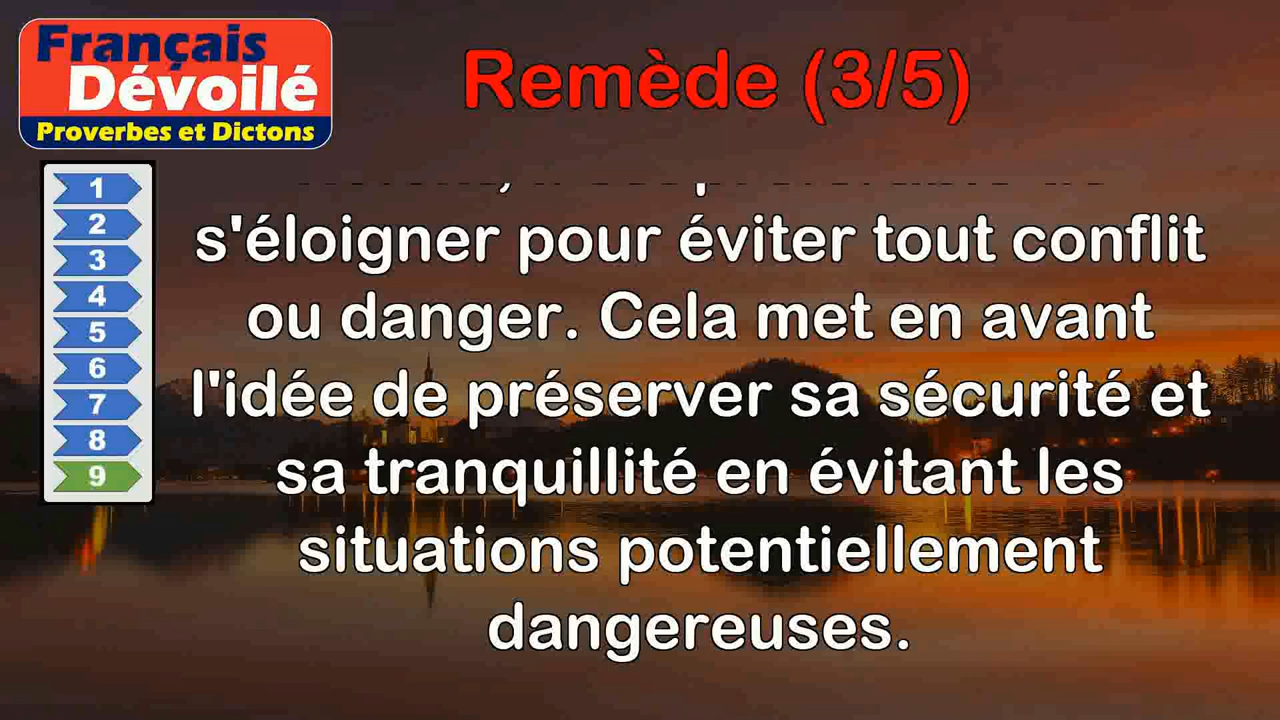 Français
Dévoilé
Proverbes et Dictons
Remède (3/5)
1
2
3
4
5
6
7
8
9
s'éloigner pour éviter tout conflit
ou danger. Cela met en avant
l'idée de préserver sa sécurité et
sa tranquillité en évitant les
situations potentiellement
dangereuses.